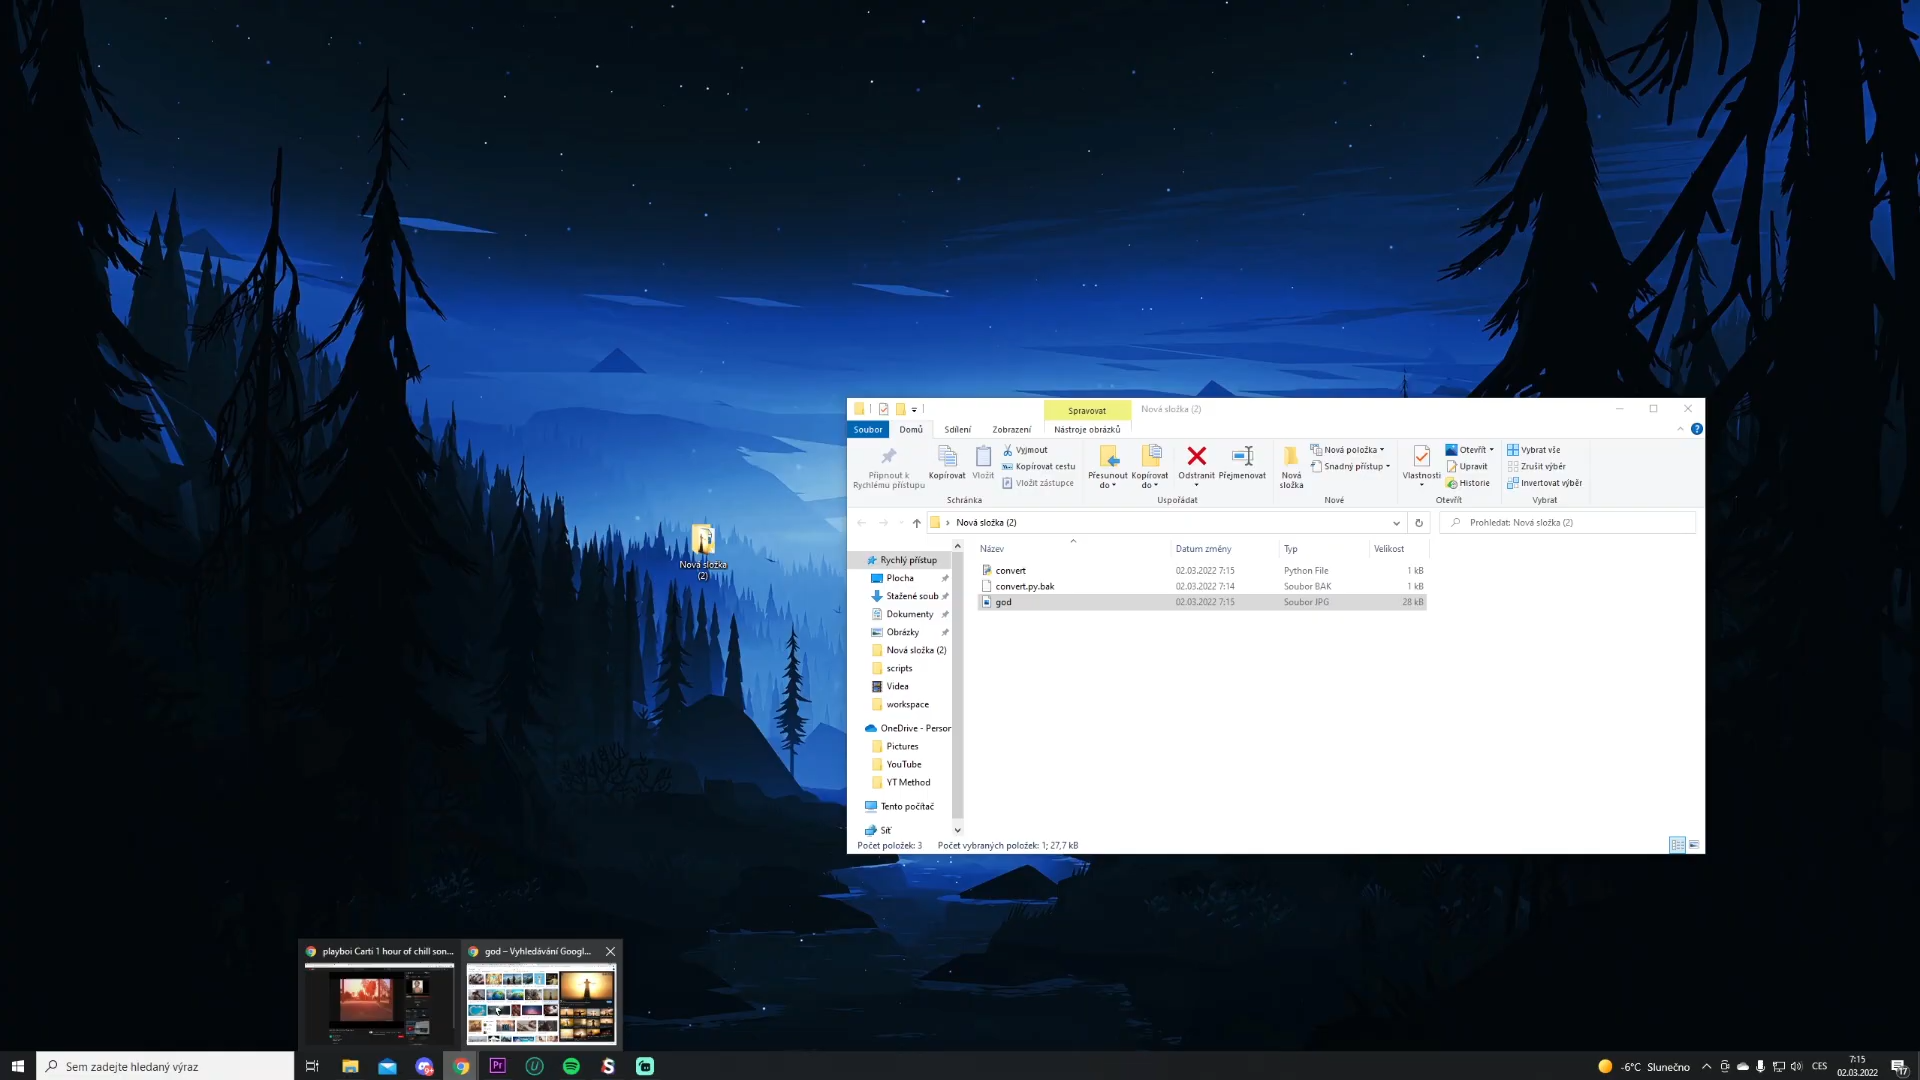 Nová složka
(2)
Spravovat
Nová složka (2)
Soubor
Domů
Sdílení
Zobrazení
Nástroje obrázků
Připnout k
Rychlému přístupu
Kopírovat
Vložit
Vyjmout
Kopírovat cestu
Vložit zástupce
Schránka
Přesunout
do
Kopírovat
do
Odstranit
Přejmenovat
Uspořádat
Nová
složka
Nová položka
Snadný přístup
Nové
Vlastnosti
Otevřít
Upravit
Historie
Otevřít
Vybrat vše
Zrušit výběr
Invertovat výběr
Vybrat
Nová složka (2)
Prohledat: Nová složka (2)
Název
Datum změny
Typ
Velikost
convert
02.03.2022 7:15
Python File
1 kB
convert.py.bak
02.03.2022 7:14
Soubor BAK
1 kB
god
02.03.2022 7:15
Soubor JPG
28 kB
Rychlý přístup
Plocha
Stažené soub
Dokumenty
Obrázky
Nová složka (2)
scripts
Videa
workspace
OneDrive - Person
Pictures
YouTube
YT Method
Tento počítač
Síť
Počet položek: 3
Počet vybraných položek: 1; 27,7 kB
playboi Carti 1 hour of chill son...
god – Vyhledávání Googl...
Sem zadejte hledaný výraz
Pr
-6°C Slunečno
CES
7:15
02.03.2022
17